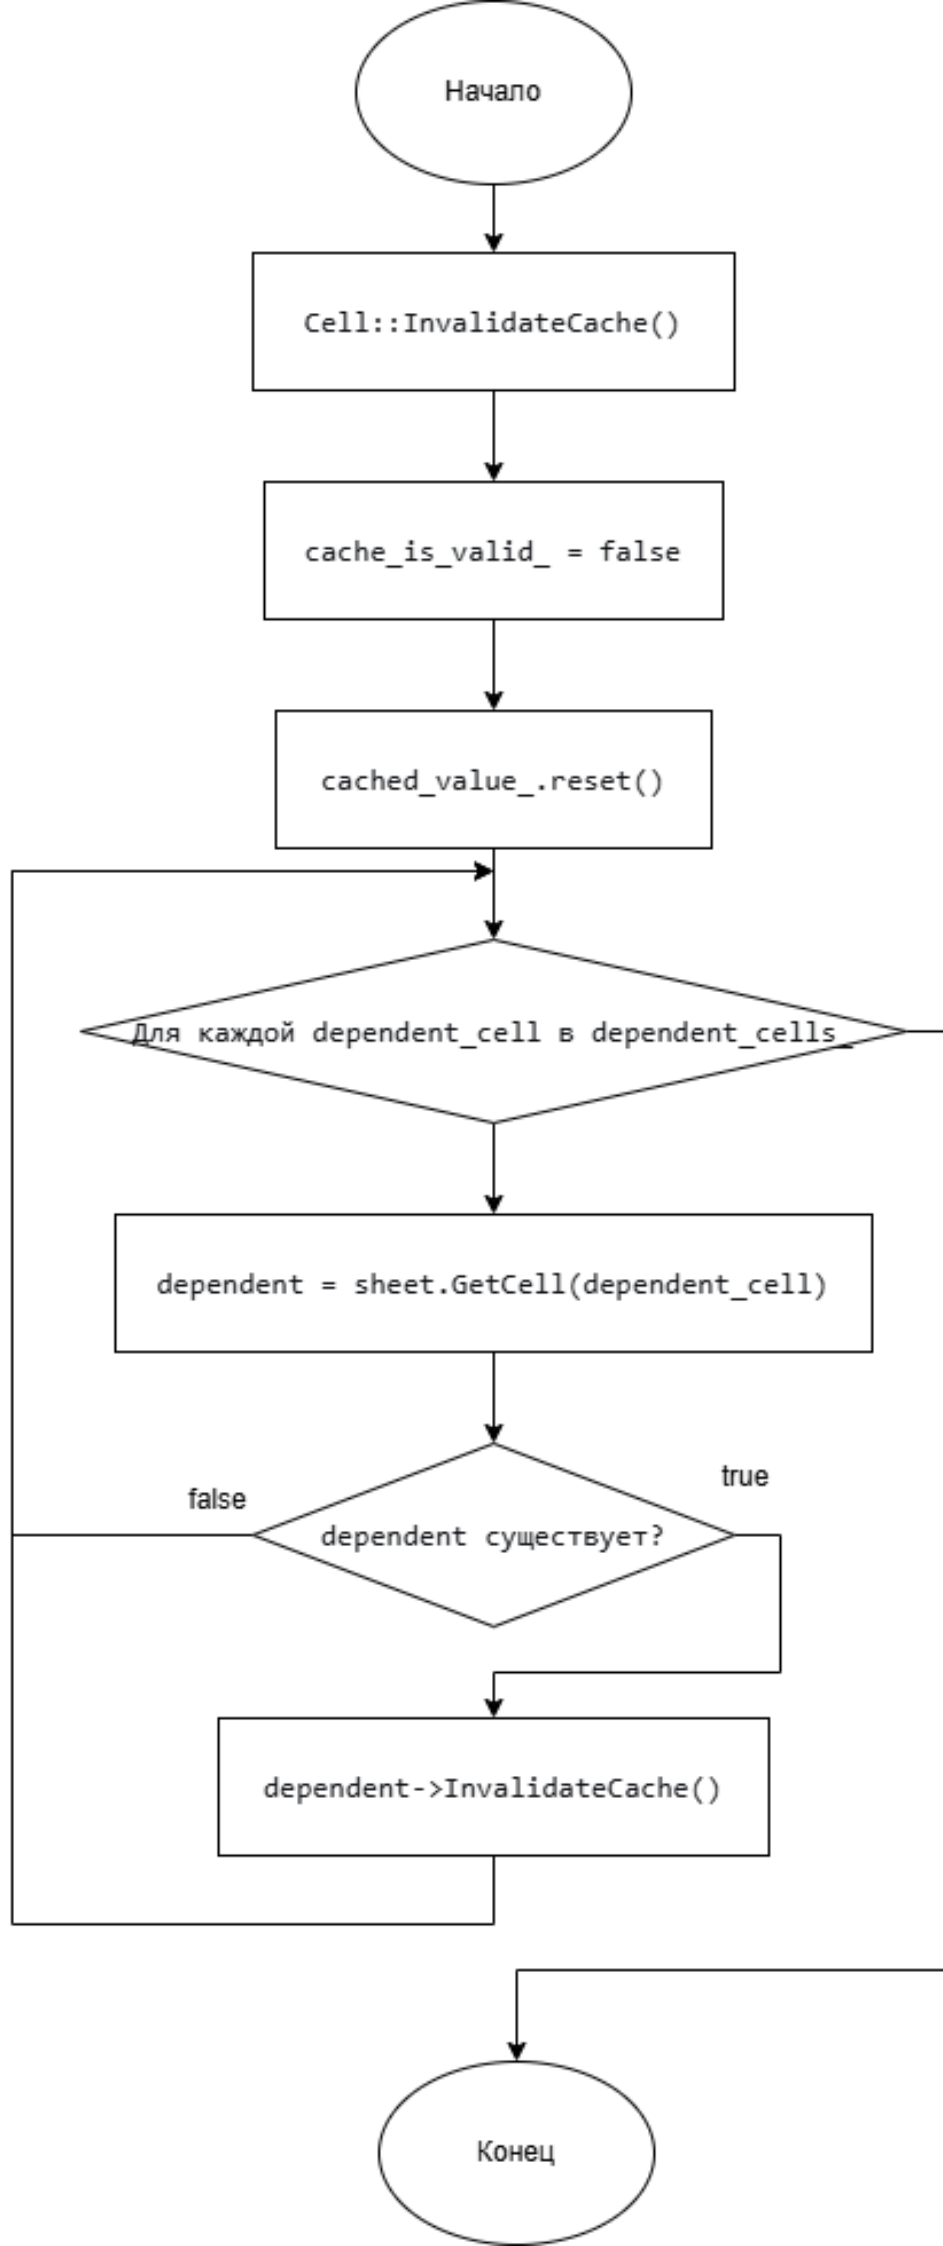 Начало
Cell::InvalidateCache()
cache_is_valid_ = false
cached_value_.reset()
Для каждой dependent_cell в dependent_cells_
dependent = sheet.GetCell(dependent_cell)
true
false
dependent существует?
dependent->InvalidateCache()
Конец